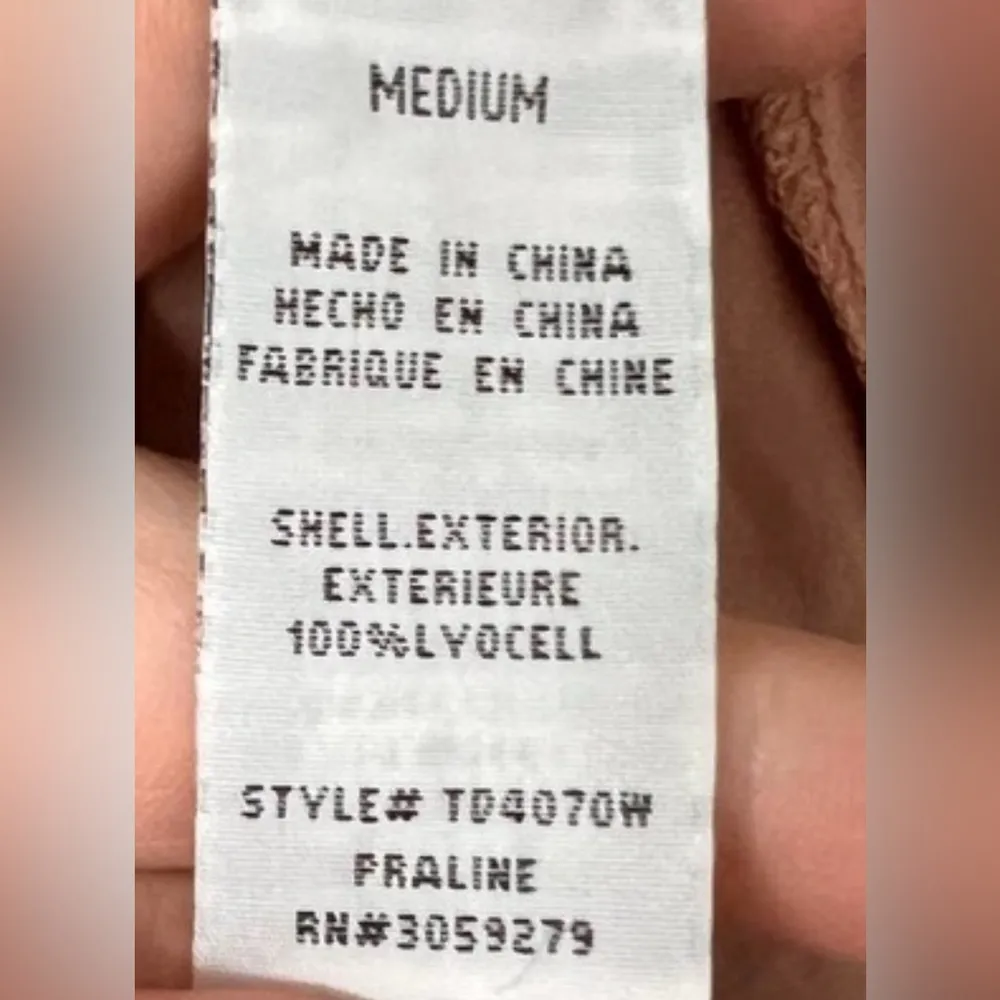 MEDIUM
MADE IN CHINA
HECHO EN CHINA
FABRIQUE EN CHINE
SHELL.EXTERIOR.
EXTERIEURE
100%LYOCELL
STYLE# TD4070W
PRALINE
RN#3059279